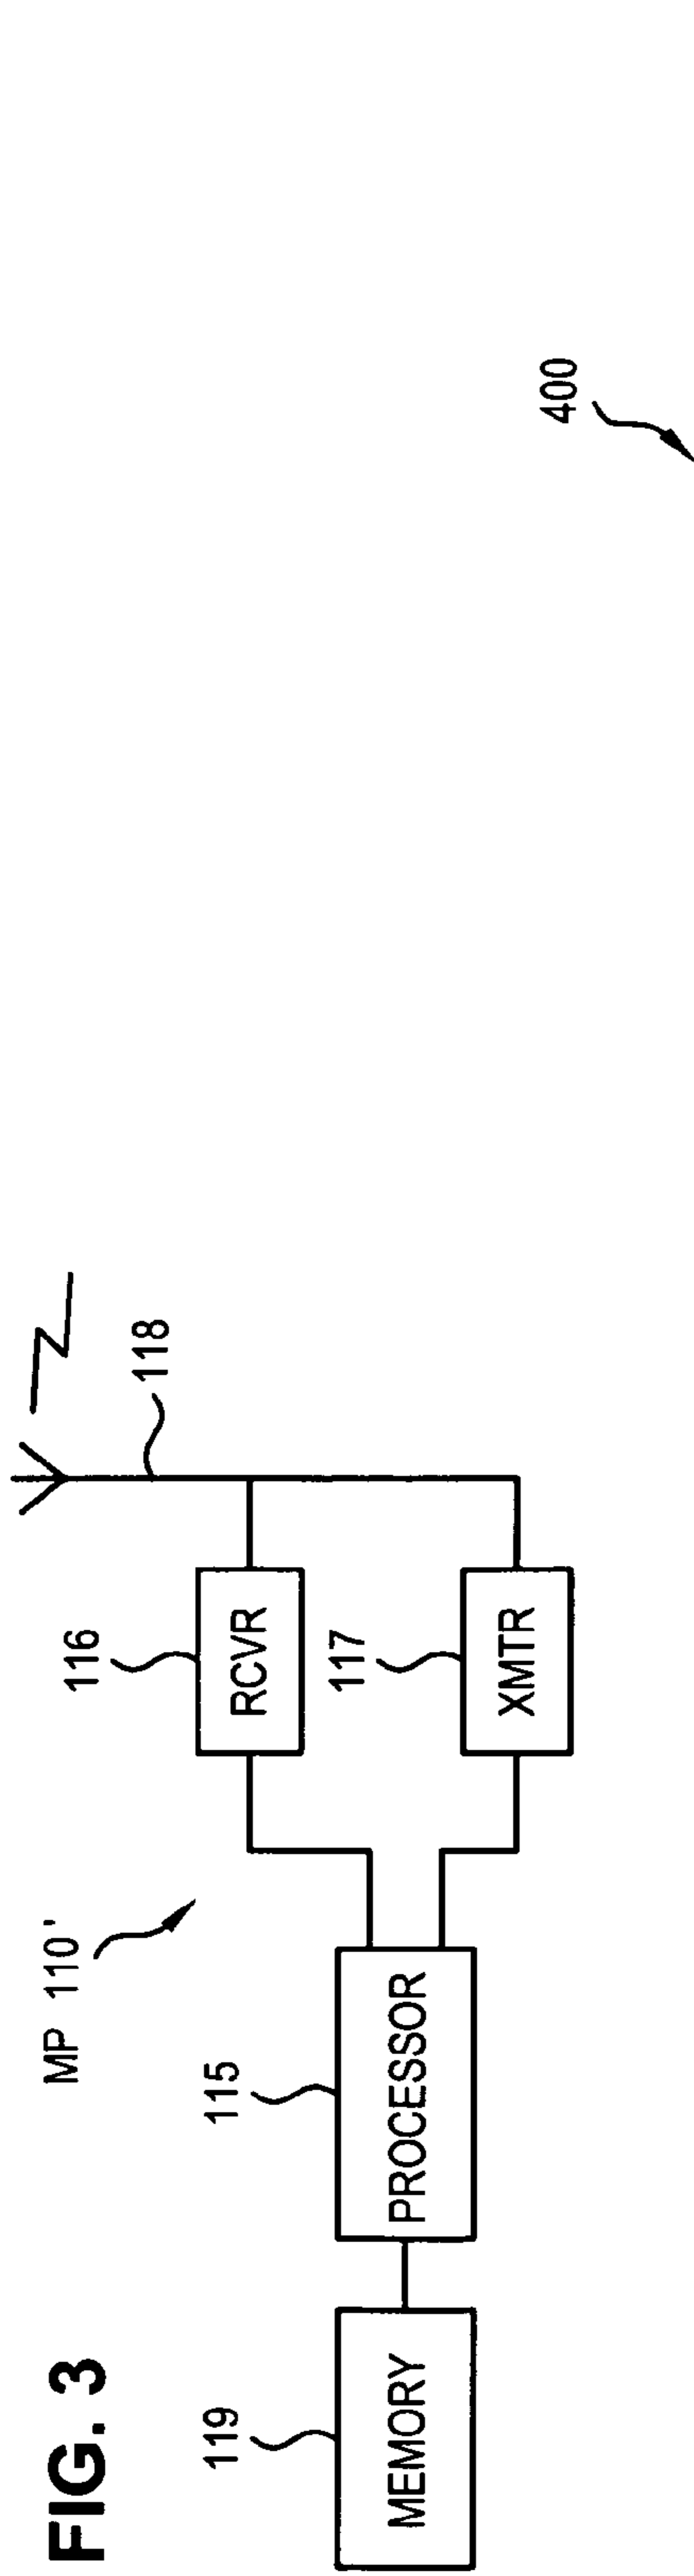 FIG. 3
MP 110'
119
MEMORY
115
PROCESSOR
116
RCVR
117
XMTR
118
400